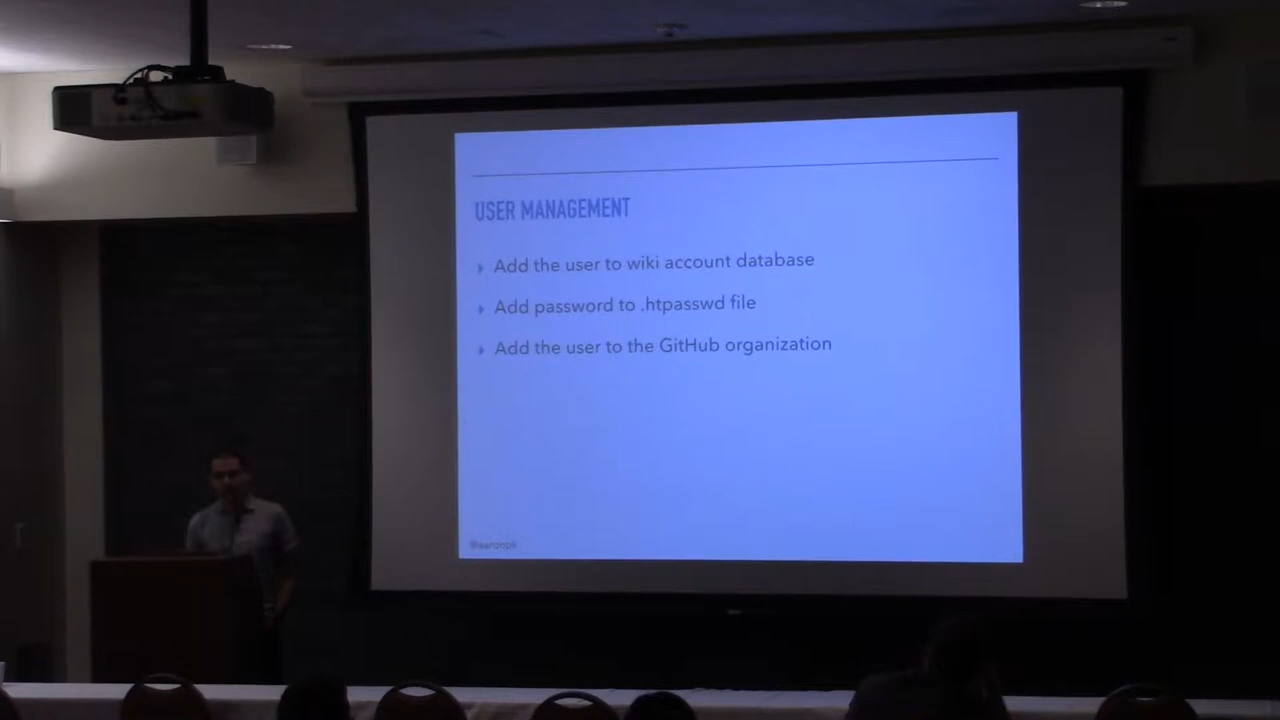 USER MANAGEMENT
Add the user to wiki account database
Add password to .htpasswd file
Add the user to the GitHub organization
@aaronpk